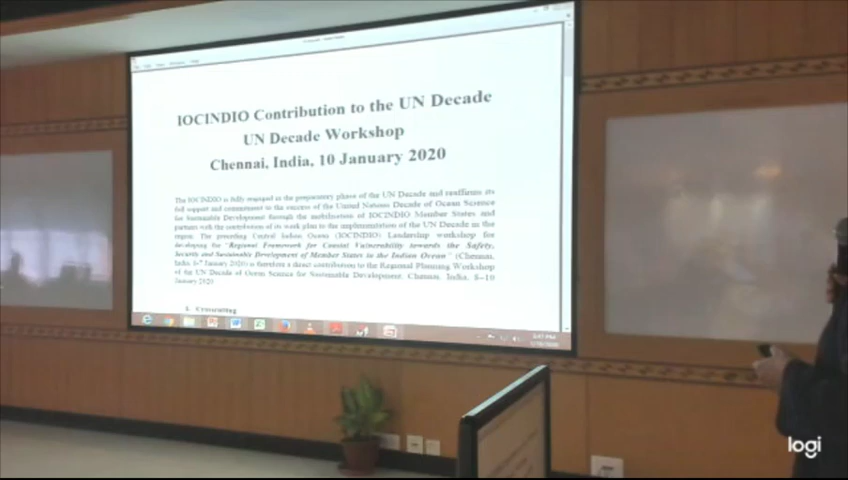 IOCINDIO Contribution to the UN Decade
UN Decade Workshop
Chennai, India, 10 January 2020
The IOCINDIO is fully engaged in the preparatory phase of the UN Decade and reaffirms its
full support and commitment to the success of the United Nations Decade of Ocean Science
for Sustainable Development through the mobilization of IOCINDIO Member States and
partners with the contribution of its work plan to the implementation of the UN Decade in the
region. The preceding Central Indian Ocean (IOCINDIO) Leadership workshop for
developing the "Regional Framework for Coastal Vulnerability towards the Safety,
Security and Sustainable Development of Member States in the Indian Ocean" (Chennai,
India, 6-7 January 2020) is therefore a direct contribution to the Regional Planning Workshop
of the UN Decade of Ocean Science for Sustainable Development, Chennai, India, 8–10
January 2020
logi